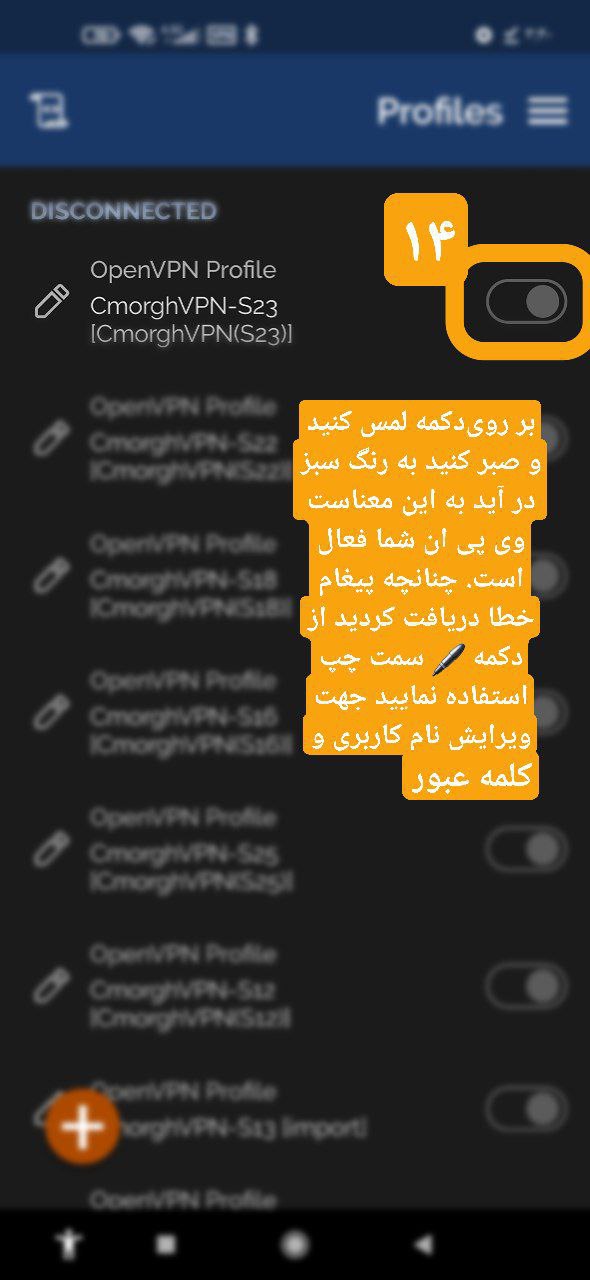 Profiles
DISCONNECTED
۱۴
OpenVPN Profile
CmorghVPN-S23
[CmorghVPN(S23)]
بر روی‌دکمه لمس کنید
و صبر کنید به رنگ سبز
در آید به این معناست
وی پی ان شما فعال
است. چنانچه پیغام
خطا دریافت کردید از
دکمه 🖋 سمت چپ
استفاده نمایید جهت
ویرایش نام کاربری و
کلمه عبور
OpenVPN Profile
CmorghVPN-S22
[CmorghVPN(S22)]
OpenVPN Profile
CmorghVPN-S18
[CmorghVPN(S18)]
OpenVPN Profile
CmorghVPN-S16
[CmorghVPN(S16)]
OpenVPN Profile
CmorghVPN-S25
[CmorghVPN(S25)]
OpenVPN Profile
CmorghVPN-S12
[CmorghVPN(S12)]
OpenVPN Profile
morghVPN-S13 [import]
OpenVPN Profile